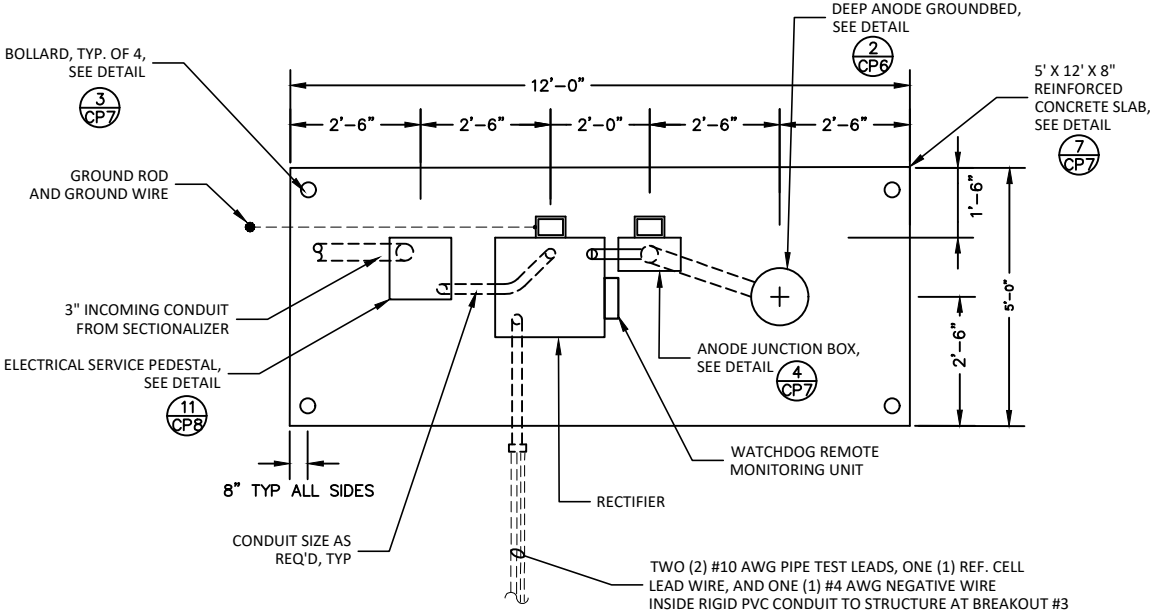 DEEP ANODE GROUNDBED,
SEE DETAIL
2
CP6
BOLLARD, TYP. OF 4,
SEE DETAIL
3
CP7
12'-0"
5' X 12' X 8"
REINFORCED
CONCRETE SLAB,
SEE DETAIL
7
CP7
2'-6"
2'-6"
2'-0"
2'-6"
2'-6"
GROUND ROD
AND GROUND WIRE
1'-6"
5'-0"
2'-6"
3" INCOMING CONDUIT
FROM SECTIONALIZER
ELECTRICAL SERVICE PEDESTAL,
SEE DETAIL
11
CP8
ANODE JUNCTION BOX,
SEE DETAIL
4
CP7
WATCHDOG REMOTE
MONITORING UNIT
8" TYP ALL SIDES
RECTIFIER
CONDUIT SIZE AS
REQ'D, TYP
TWO (2) #10 AWG PIPE TEST LEADS, ONE (1) REF. CELL
LEAD WIRE, AND ONE (1) #4 AWG NEGATIVE WIRE
INSIDE RIGID PVC CONDUIT TO STRUCTURE AT BREAKOUT #3